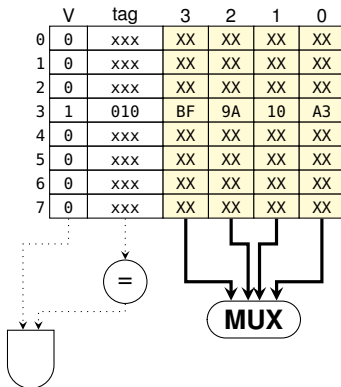 V tag 3 2 1 0
0 0 xxx XX XX XX XX
1 0 xxx XX XX XX XX
2 0 xxx XX XX XX XX
3 1 010 BF 9A 10 A3
4 0 xxx XX XX XX XX
5 0 xxx XX XX XX XX
6 0 xxx XX XX XX XX
7 0 xxx XX XX XX XX
=
MUX